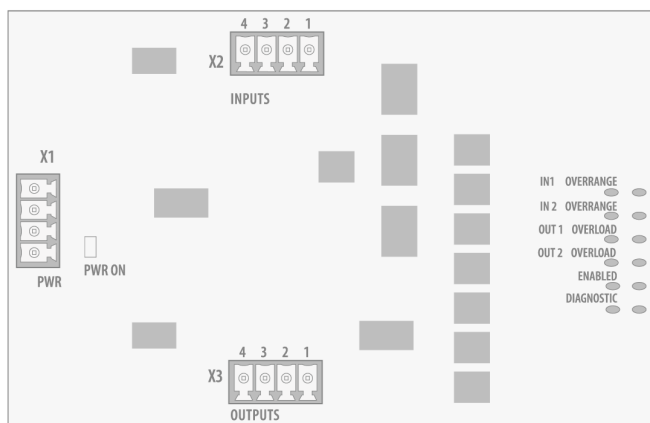 4 3 2 1
X2
INPUTS
X1
PWR
PWR ON
IN1 OVERRANGE
IN 2 OVERRANGE
OUT 1 OVERLOAD
OUT 2 OVERLOAD
ENABLED
DIAGNOSTIC
4 3 2 1
X3
OUTPUTS